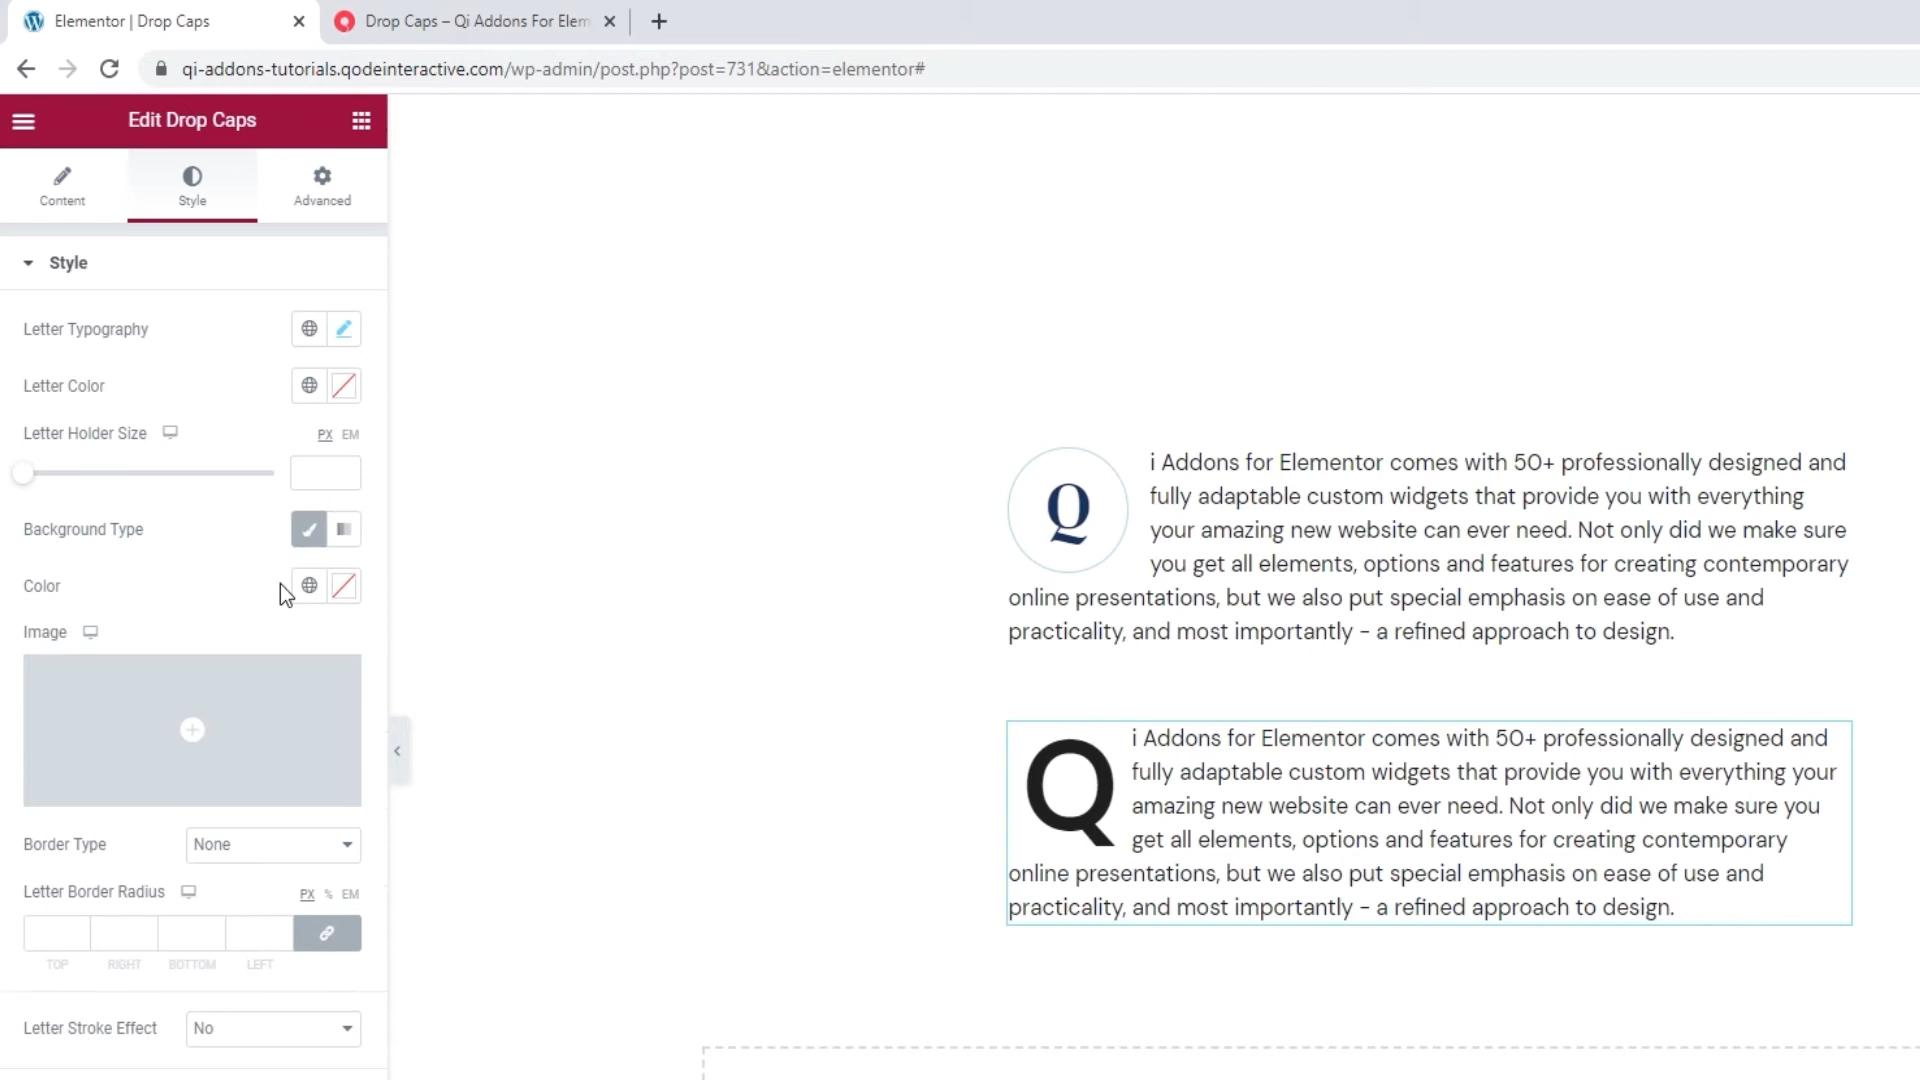 Elementor | Drop Caps
Drop Caps – Qi Addons For Elem
qi-addons-tutorials.qodeinteractive.com/wp-admin/post.php?post=731&action=elementor#
Edit Drop Caps
Content
Style
Advanced
Style
Letter Typography
Letter Color
Letter Holder Size
PX EM
Background Type
Color
Image
Border Type
None
Letter Border Radius
PX % EM
TOP RIGHT BOTTOM LEFT
Letter Stroke Effect
No
Q
i Addons for Elementor comes with 50+ professionally designed and
fully adaptable custom widgets that provide you with everything
your amazing new website can ever need. Not only did we make sure
you get all elements, options and features for creating contemporary
online presentations, but we also put special emphasis on ease of use and
practicality, and most importantly – a refined approach to design.
Q
i Addons for Elementor comes with 50+ professionally designed and
fully adaptable custom widgets that provide you with everything your
amazing new website can ever need. Not only did we make sure you
get all elements, options and features for creating contemporary
online presentations, but we also put special emphasis on ease of use and
practicality, and most importantly – a refined approach to design.